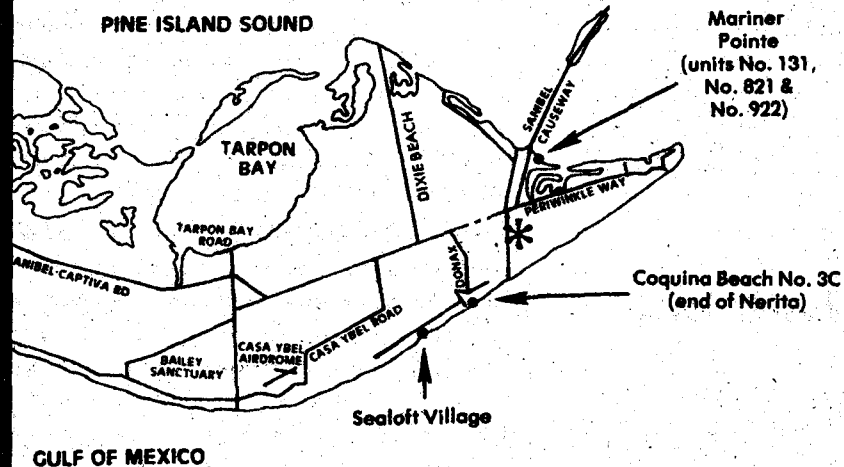 PINE ISLAND SOUND
Mariner
Pointe
(units No. 131,
No. 821 &
No. 922)
SANIBEL
CAUSEWAY
TARPON
BAY
DIXIE BEACH
PERIWINKLE WAY
TARPON BAY
ROAD
ANIBEL-CAPTIVA RD
DONAX
Coquina Beach No. 3C
(end of Nerita)
CASA YBEL
AIRDROME
CASA YBEL ROAD
BAILEY
SANCTUARY
Sealoft Village
GULF OF MEXICO